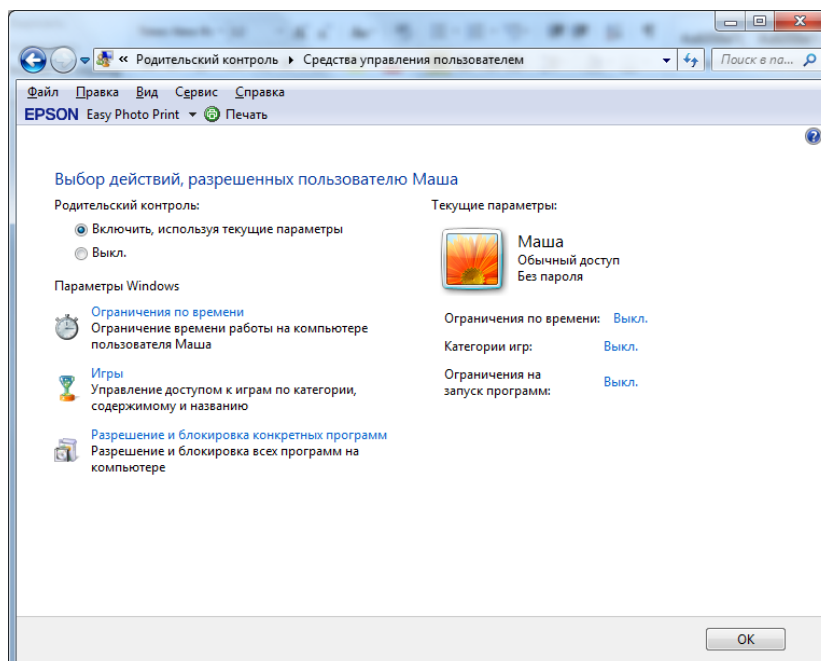 « Родительский контроль ▸ Средства управления пользователем
Поиск в па...
Файл Правка Вид Сервис Справка
EPSON Easy Photo Print Печать
Выбор действий, разрешенных пользователю Маша
Родительский контроль:
Включить, используя текущие параметры
Выкл.
Параметры Windows
Ограничения по времени
Ограничение времени работы на компьютере
пользователя Маша
Игры
Управление доступом к играм по категории,
содержимому и названию
Разрешение и блокировка конкретных программ
Разрешение и блокировка всех программ на
компьютере
Текущие параметры:
Маша
Обычный доступ
Без пароля
Ограничения по времени: Выкл.
Категории игр: Выкл.
Ограничения на
запуск программ: Выкл.
OK